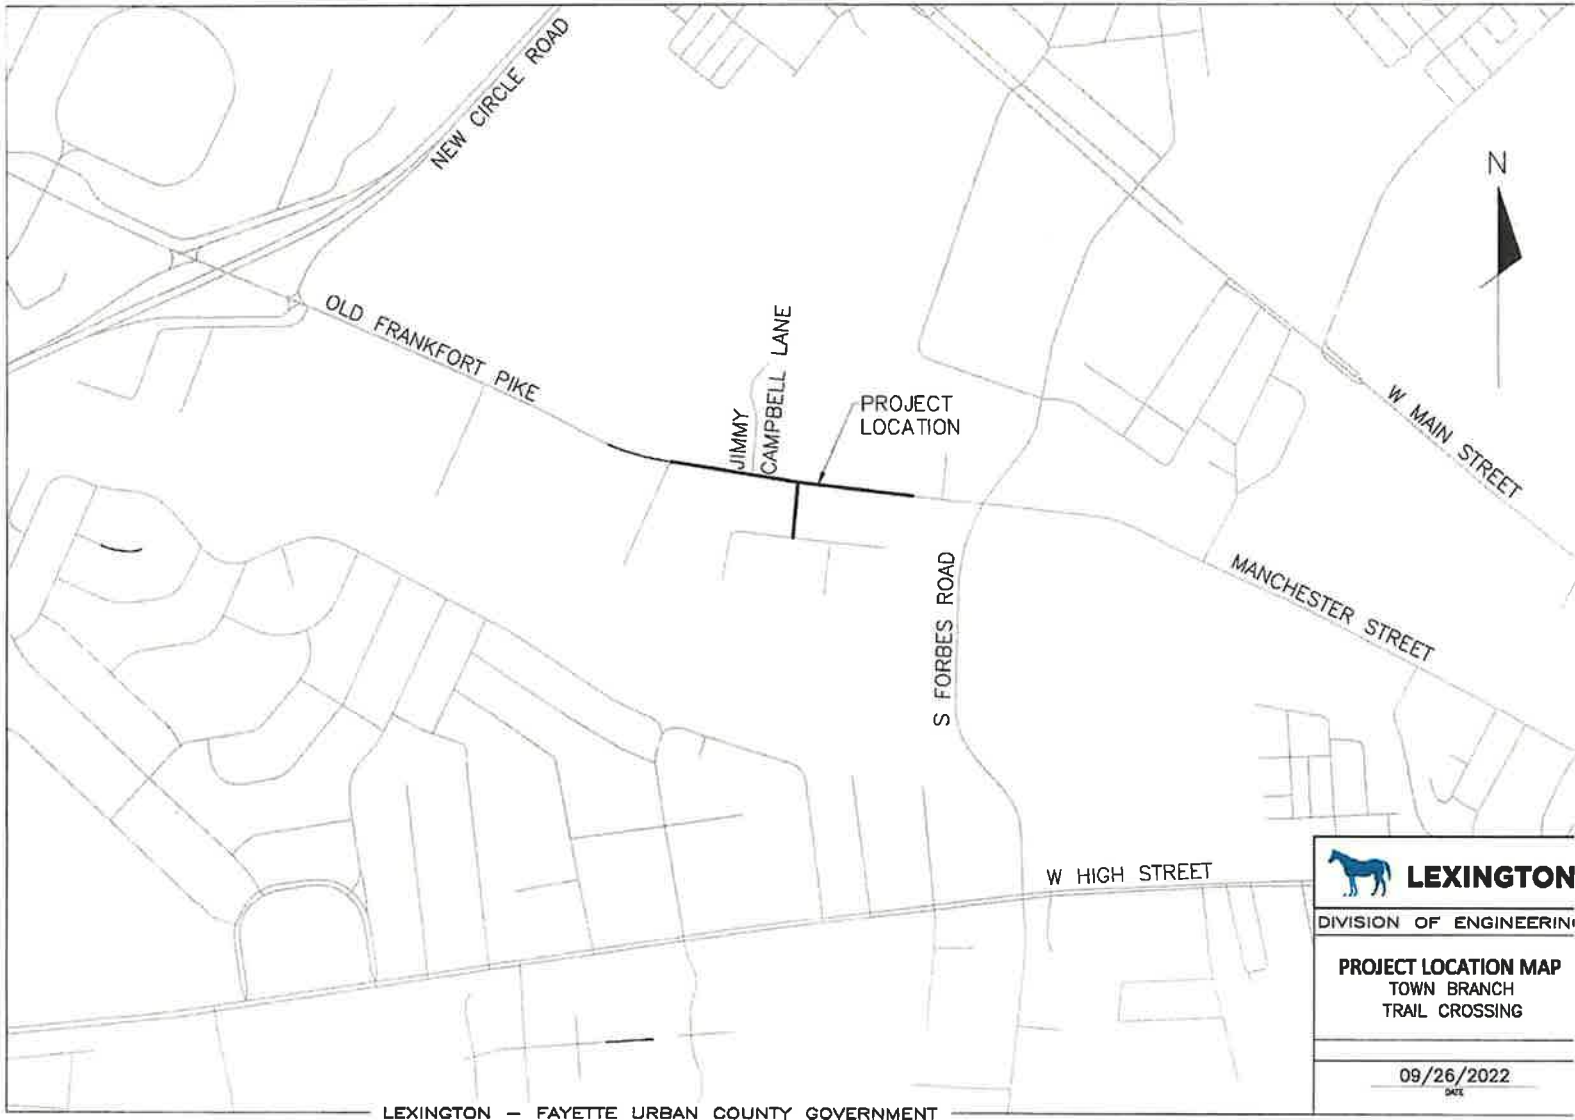 NEW CIRCLE ROAD
N
OLD FRANKFORT PIKE
JIMMY
CAMPBELL LANE
PROJECT
LOCATION
W MAIN STREET
S FORBES ROAD
MANCHESTER STREET
W HIGH STREET
LEXINGTON
DIVISION OF ENGINEERIN
PROJECT LOCATION MAP
TOWN BRANCH
TRAIL CROSSING
09/26/2022
DATE
LEXINGTON – FAYETTE URBAN COUNTY GOVERNMENT